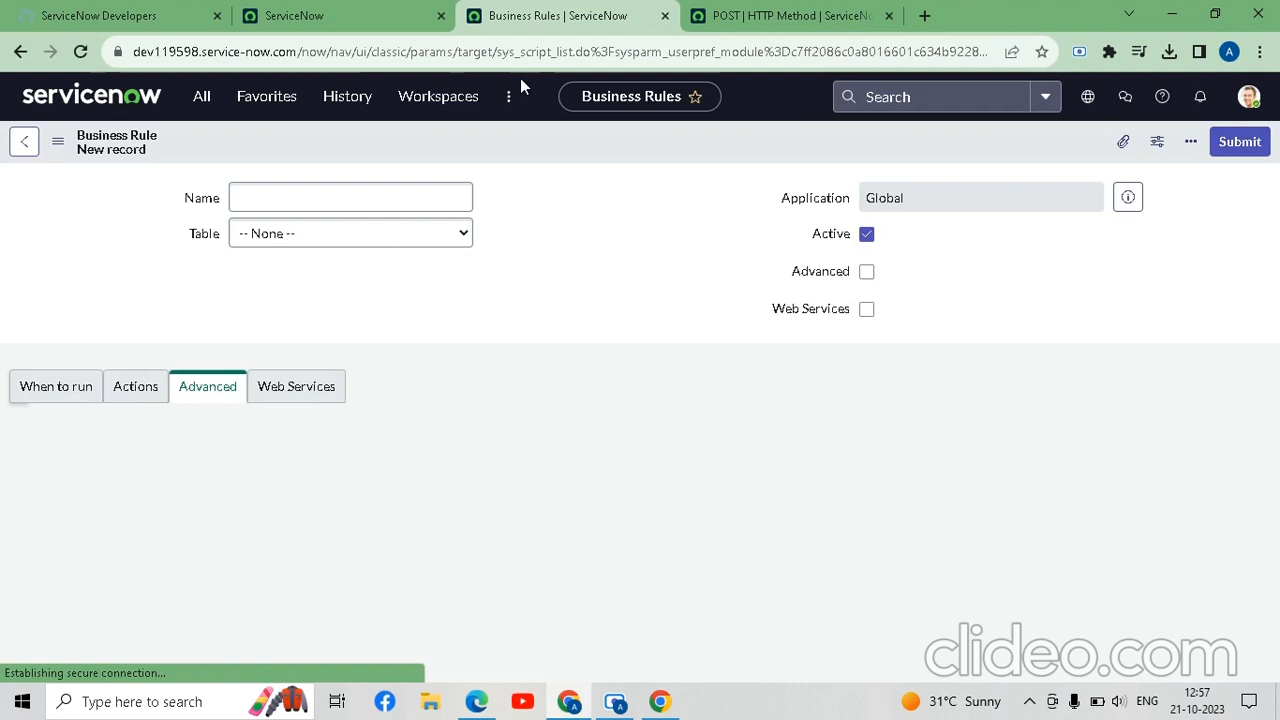 ServiceNow Developers
ServiceNow
Business Rules | ServiceNow
POST | HTTP Method | ServiceN
dev119598.service-now.com/now/nav/ui/classic/params/target/sys_script_list.do%3Fsysparm_userpref_module%3Dc7ff2086c0a8016601c634b9228...
A
servicenow
All
Favorites
History
Workspaces
Business Rules
Search
Business Rule
New record
Submit
Name
Application
Global
Table
-- None --
Active
Advanced
Web Services
When to run
Actions
Advanced
Web Services
clideo.com
Establishing secure connection...
Type here to search
31°C Sunny
ENG
12:57
21-10-2023